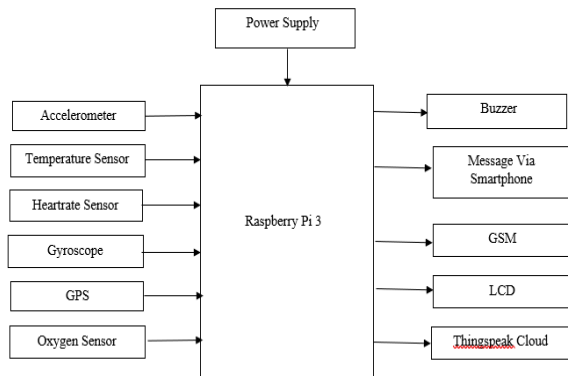 Power Supply
Accelerometer
Temperature Sensor
Heartrate Sensor
Gyroscope
GPS
Oxygen Sensor
Raspberry Pi 3
Buzzer
Message Via
Smartphone
GSM
LCD
Thingspeak Cloud